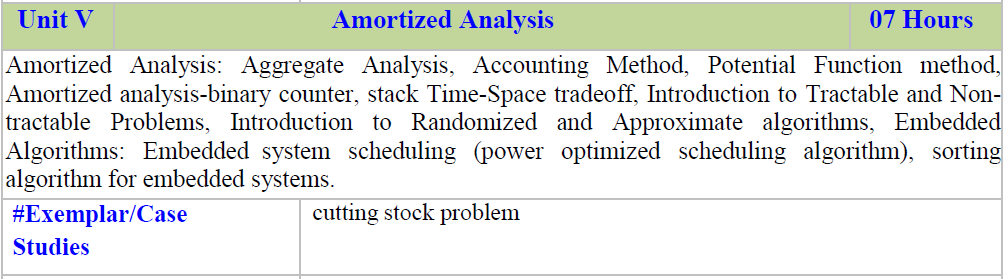 Unit V Amortized Analysis 07 Hours
Amortized Analysis: Aggregate Analysis, Accounting Method, Potential Function method,
Amortized analysis-binary counter, stack Time-Space tradeoff, Introduction to Tractable and Non-
tractable Problems, Introduction to Randomized and Approximate algorithms, Embedded
Algorithms: Embedded system scheduling (power optimized scheduling algorithm), sorting
algorithm for embedded systems.
#Exemplar/Case cutting stock problem
Studies